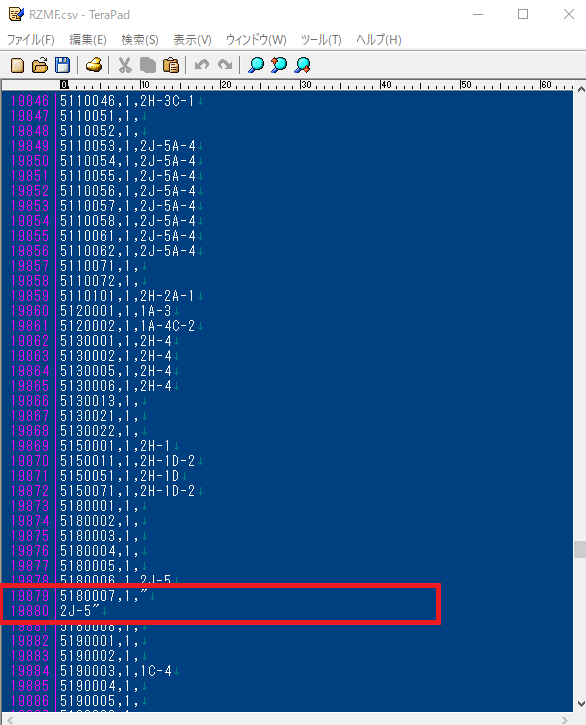 RZMF.csv - TeraPad
ファイル(F) 編集(E) 検索(S) 表示(V) ウィンドウ(W) ツール(T) ヘルプ(H)
0 10 20 30 40 50 60
19846 5110046,1,2H-3C-1↓
19847 5110051,1,↓
19848 5110052,1,↓
19849 5110053,1,2J-5A-4↓
19850 5110054,1,2J-5A-4↓
19851 5110055,1,2J-5A-4↓
19852 5110056,1,2J-5A-4↓
19853 5110057,1,2J-5A-4↓
19854 5110058,1,2J-5A-4↓
19855 5110061,1,2J-5A-4↓
19856 5110062,1,2J-5A-4↓
19857 5110071,1,↓
19858 5110072,1,↓
19859 5110101,1,2H-2A-1↓
19860 5120001,1,1A-3↓
19861 5120002,1,1A-4C-2↓
19862 5130001,1,2H-4↓
19863 5130002,1,2H-4↓
19864 5130005,1,2H-4↓
19865 5130006,1,2H-4↓
19866 5130013,1,↓
19867 5130021,1,↓
19868 5130022,1,↓
19869 5150001,1,2H-1↓
19870 5150011,1,2H-1D-2↓
19871 5150051,1,2H-1D↓
19872 5150071,1,2H-1D-2↓
19873 5180001,1,↓
19874 5180002,1,↓
19875 5180003,1,↓
19876 5180004,1,↓
19877 5180005,1,↓
19878 5180006,1,2J-5↓
19879 5180007,1,"↓
19880 2J-5"↓
19881 5180008,1,↓
19882 5190001,1,↓
19883 5190002,1,↓
19884 5190003,1,1C-4↓
19885 5190004,1,↓
19886 5190005,1,↓